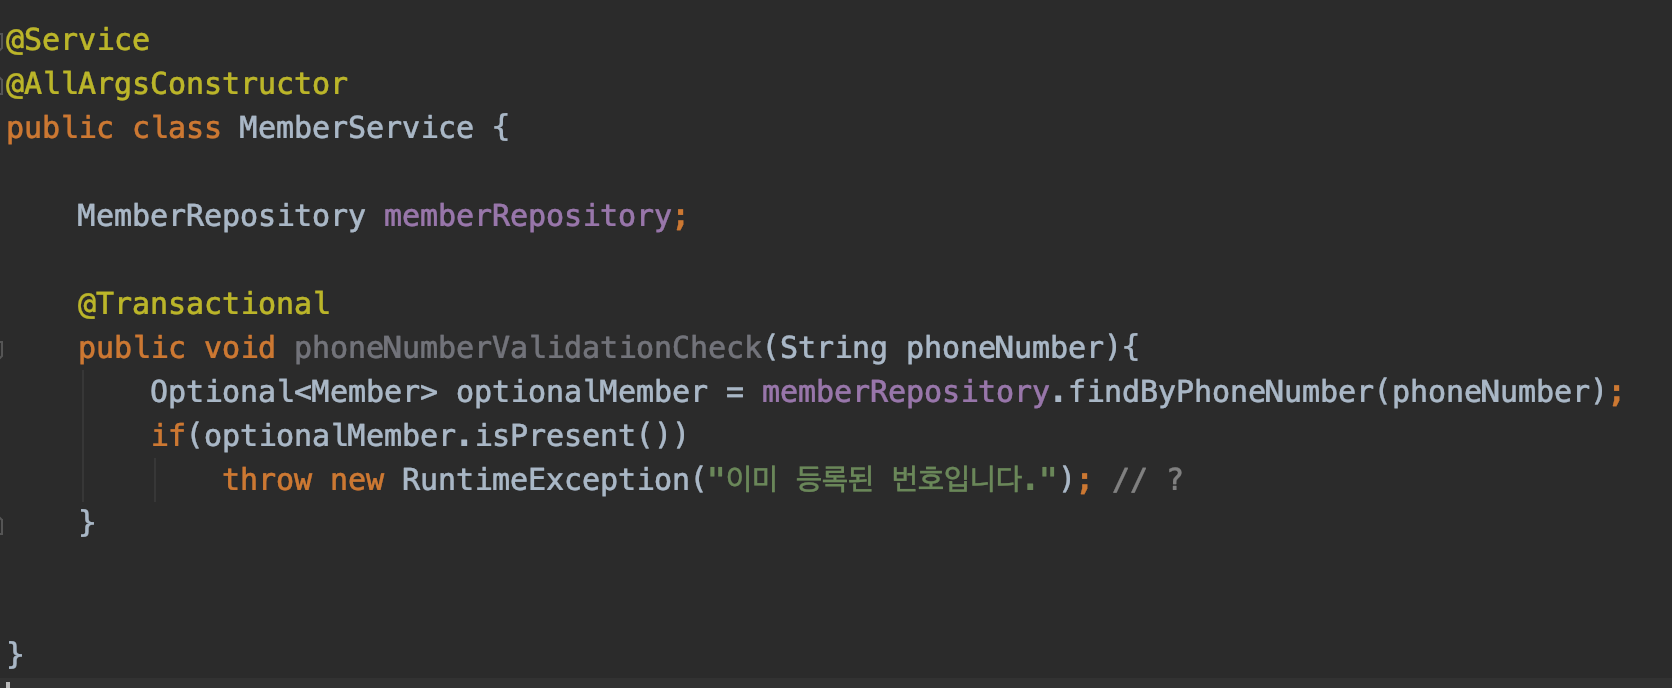 @Service
@AllArgsConstructor
public class MemberService {
MemberRepository memberRepository;
@Transactional
public void phoneNumberValidationCheck(String phoneNumber){
Optional<Member> optionalMember = memberRepository.findByPhoneNumber(phoneNumber);
if(optionalMember.isPresent())
throw new RuntimeException("이미 등록된 번호입니다."); // ?
}
}